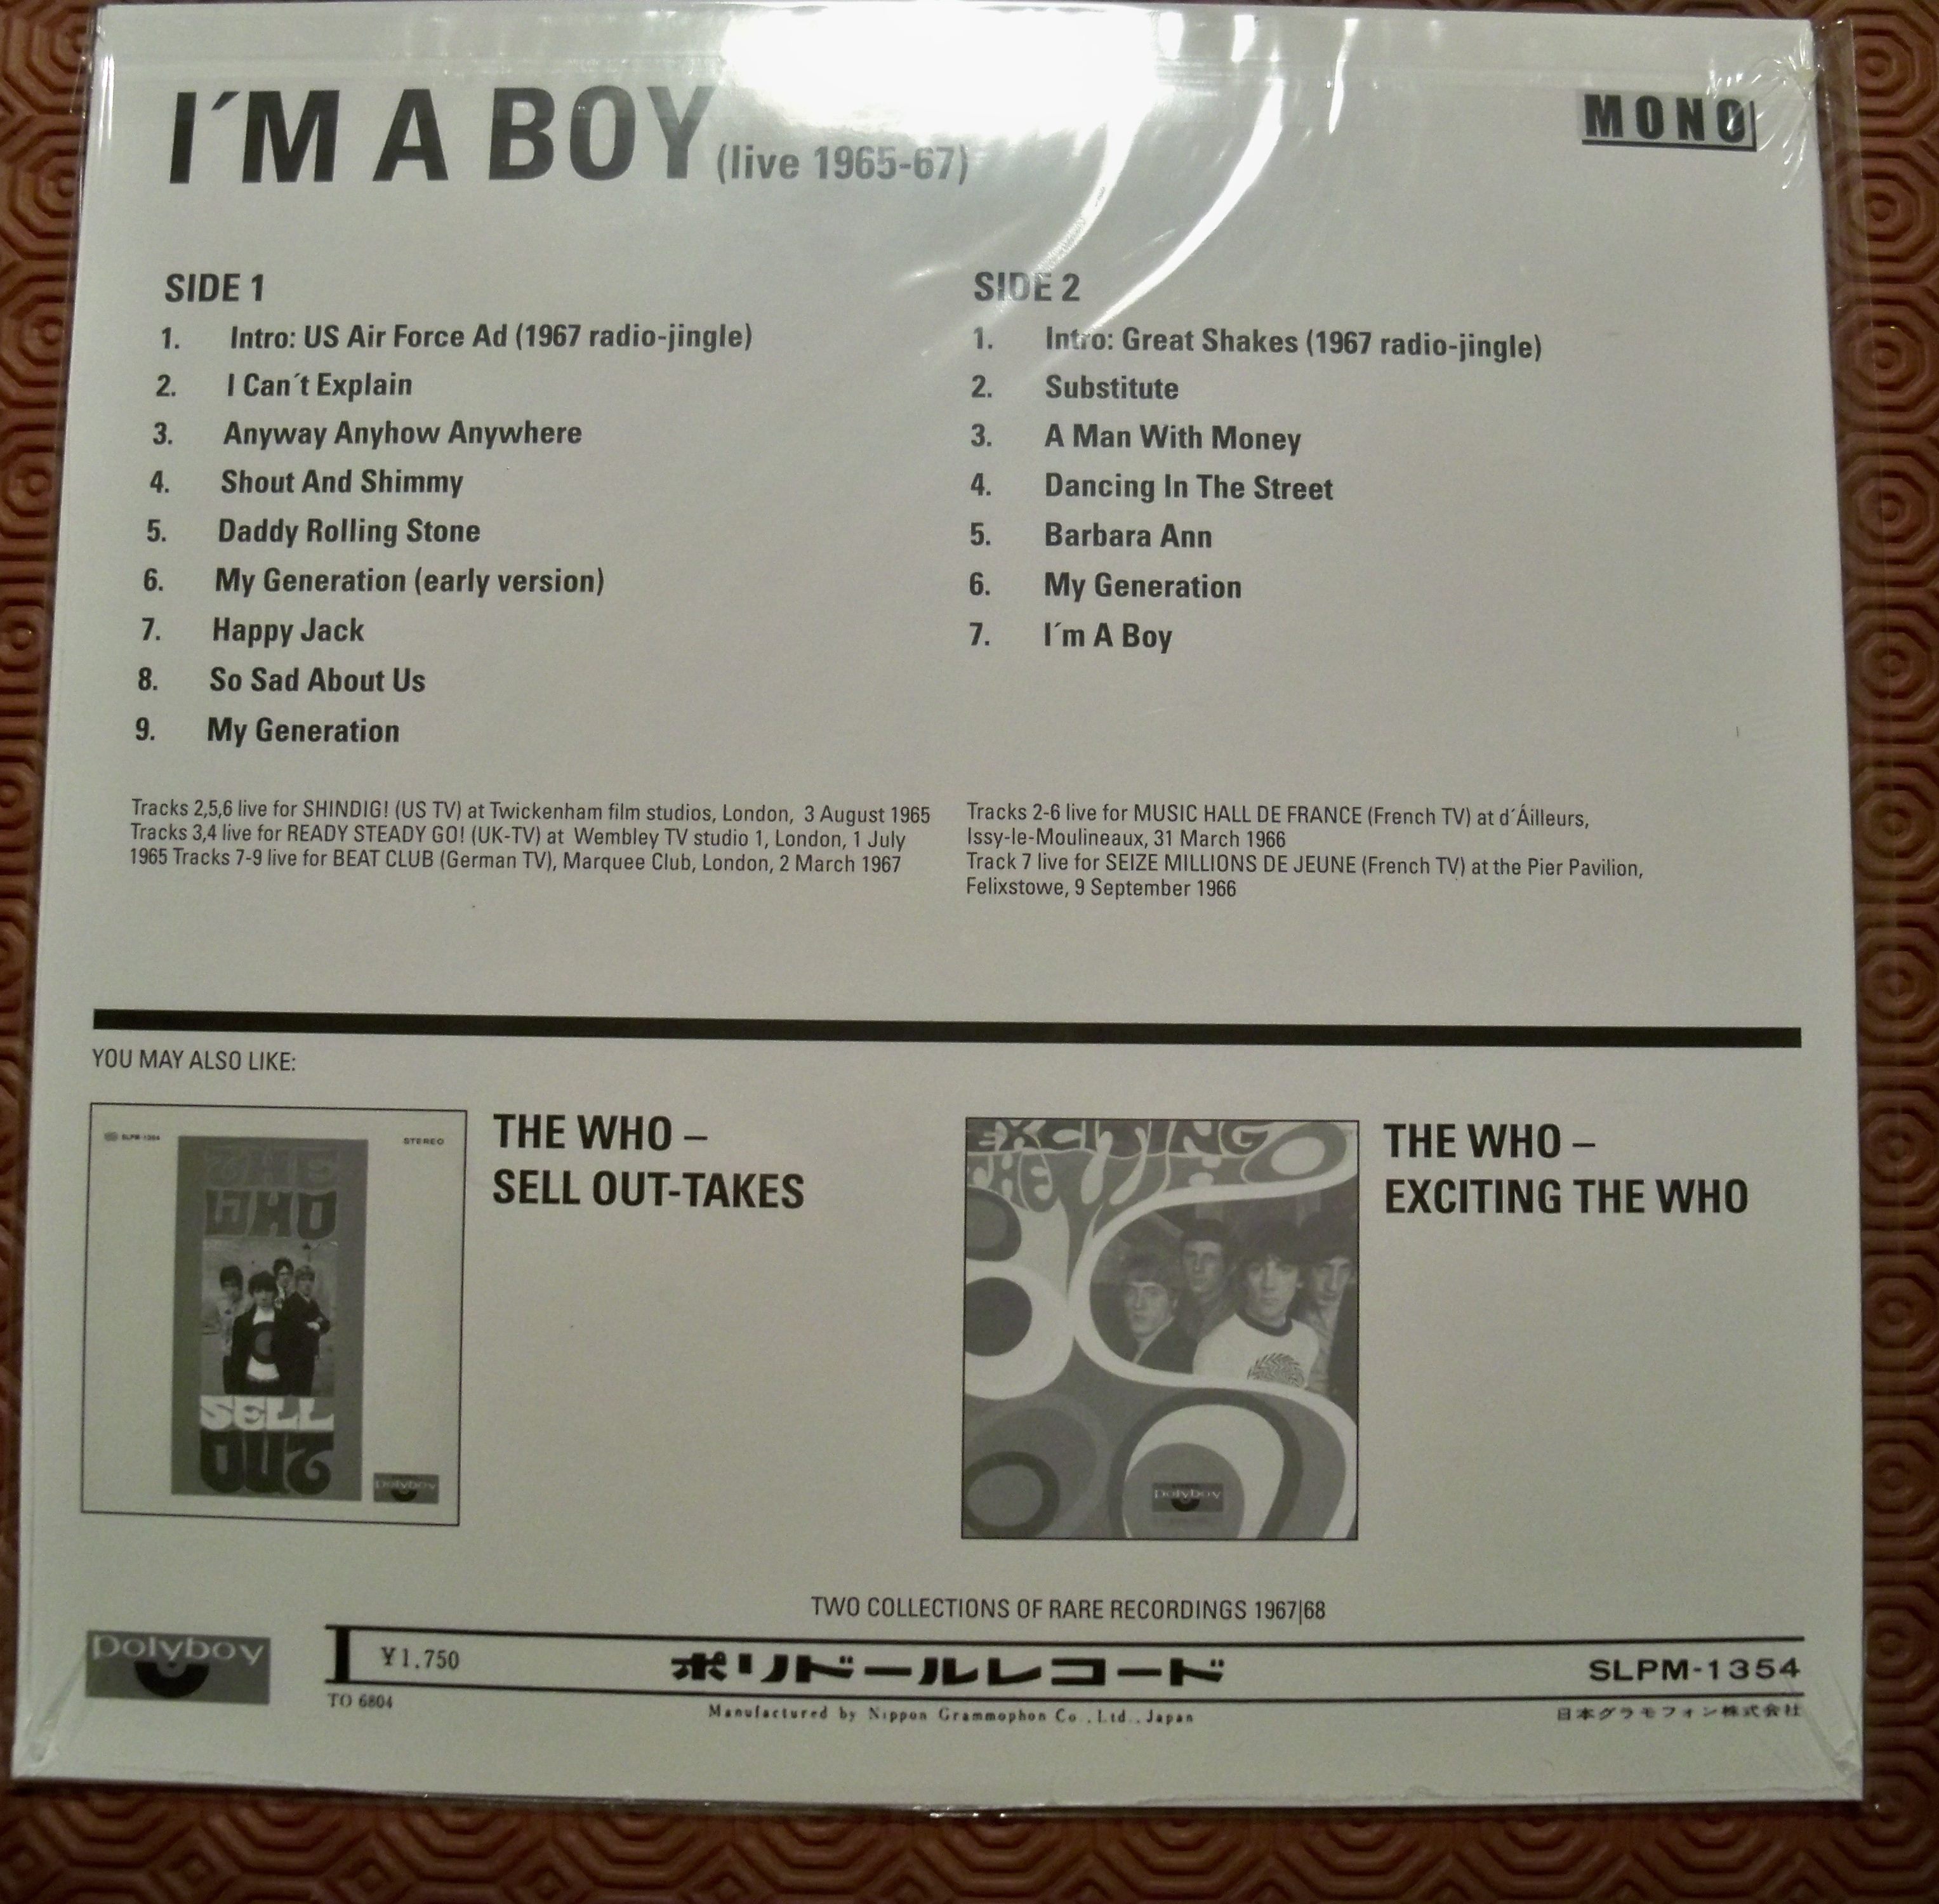 I´M A BOY (live 1965-67)
MONO
SIDE 1
1. Intro: US Air Force Ad (1967 radio-jingle)
2. I Can´t Explain
3. Anyway Anyhow Anywhere
4. Shout And Shimmy
5. Daddy Rolling Stone
6. My Generation (early version)
7. Happy Jack
8. So Sad About Us
9. My Generation
Tracks 2,5,6 live for SHINDIG! (US TV) at Twickenham film studios, London, 3 August 1965
Tracks 3,4 live for READY STEADY GO! (UK-TV) at Wembley TV studio 1, London, 1 July
1965 Tracks 7-9 live for BEAT CLUB (German TV), Marquee Club, London, 2 March 1967
SIDE 2
1. Intro: Great Shakes (1967 radio-jingle)
2. Substitute
3. A Man With Money
4. Dancing In The Street
5. Barbara Ann
6. My Generation
7. I´m A Boy
Tracks 2-6 live for MUSIC HALL DE FRANCE (French TV) at d´Áilleurs,
Issy-le-Moulineaux, 31 March 1966
Track 7 live for SEIZE MILLIONS DE JEUNE (French TV) at the Pier Pavilion,
Felixstowe, 9 September 1966
YOU MAY ALSO LIKE:
SLPM-1354
STEREO
THE
WHO
SELL
OUT
polyboy
THE WHO –
SELL OUT-TAKES
EXCITING
THE WHO
polyboy
THE WHO –
EXCITING THE WHO
TWO COLLECTIONS OF RARE RECORDINGS 1967|68
polyboy
¥1.750
ポリドールレコード
SLPM-1354
TO 6804
Manufactured by Nippon Grammophon Co.,Ltd., Japan
日本グラモフォン株式会社